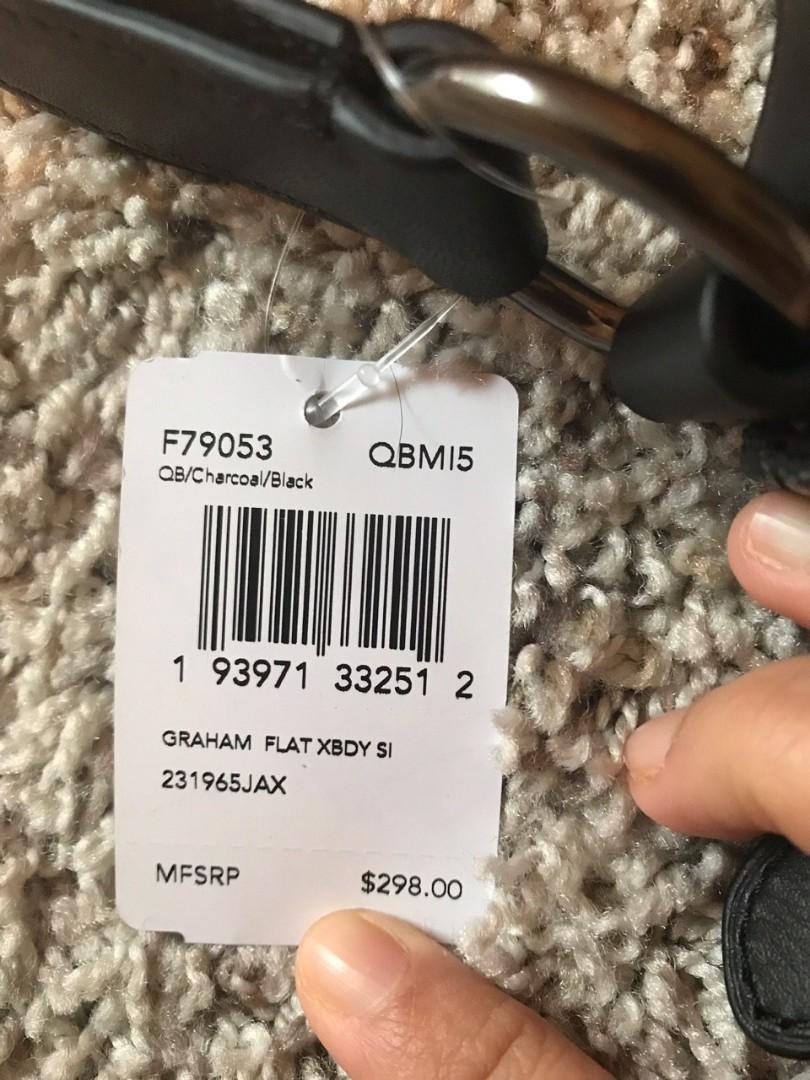 F79053 QBMI5
QB/Charcoal/Black
1 93971 33251 2
GRAHAM FLAT XBDY SI
231965JAX
MFSRP $298.00